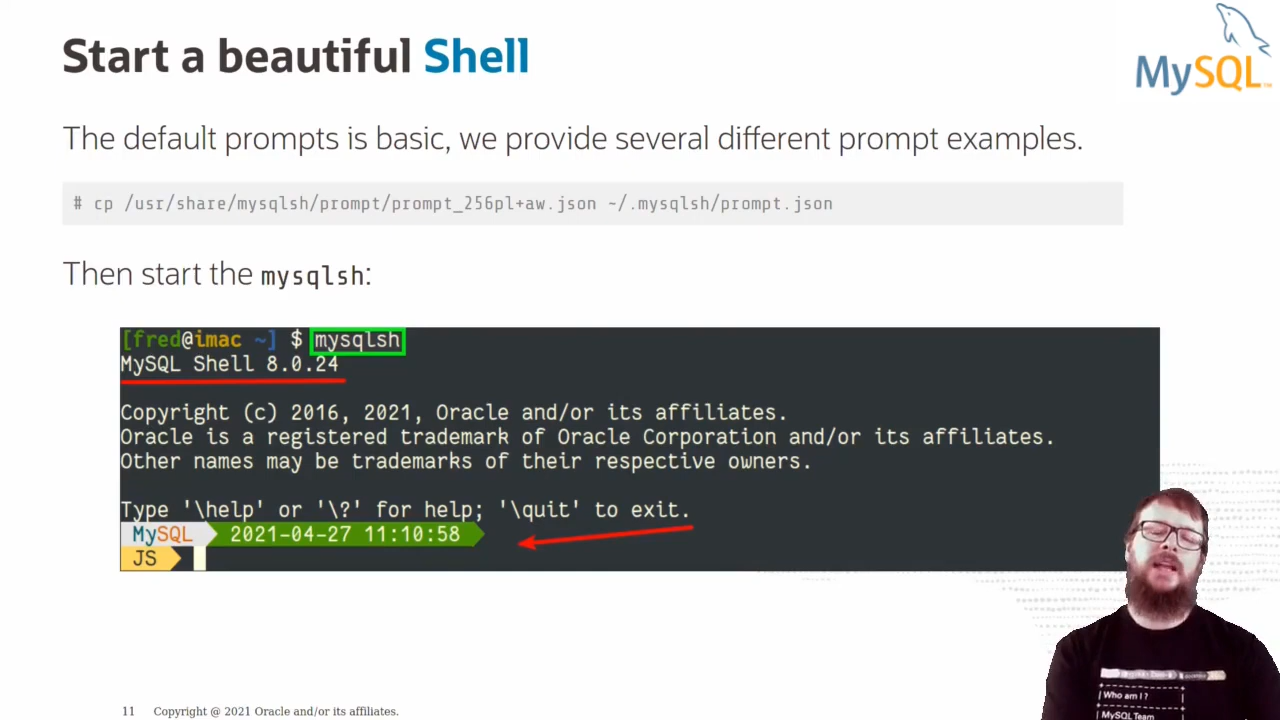 Start a beautiful Shell
MySQL
The default prompts is basic, we provide several different prompt examples.
# cp /usr/share/mysqlsh/prompt/prompt_256pl+aw.json ~/.mysqlsh/prompt.json
Then start the mysqlsh:
[fred@imac ~] $ mysqlsh
MySQL Shell 8.0.24
Copyright (c) 2016, 2021, Oracle and/or its affiliates.
Oracle is a registered trademark of Oracle Corporation and/or its affiliates.
Other names may be trademarks of their respective owners.
Type '\help' or '\?' for help; '\quit' to exit.
MySQL 2021-04-27 11:10:58
JS
Who am I ?
MySQL Team
11 Copyright @ 2021 Oracle and/or its affiliates.